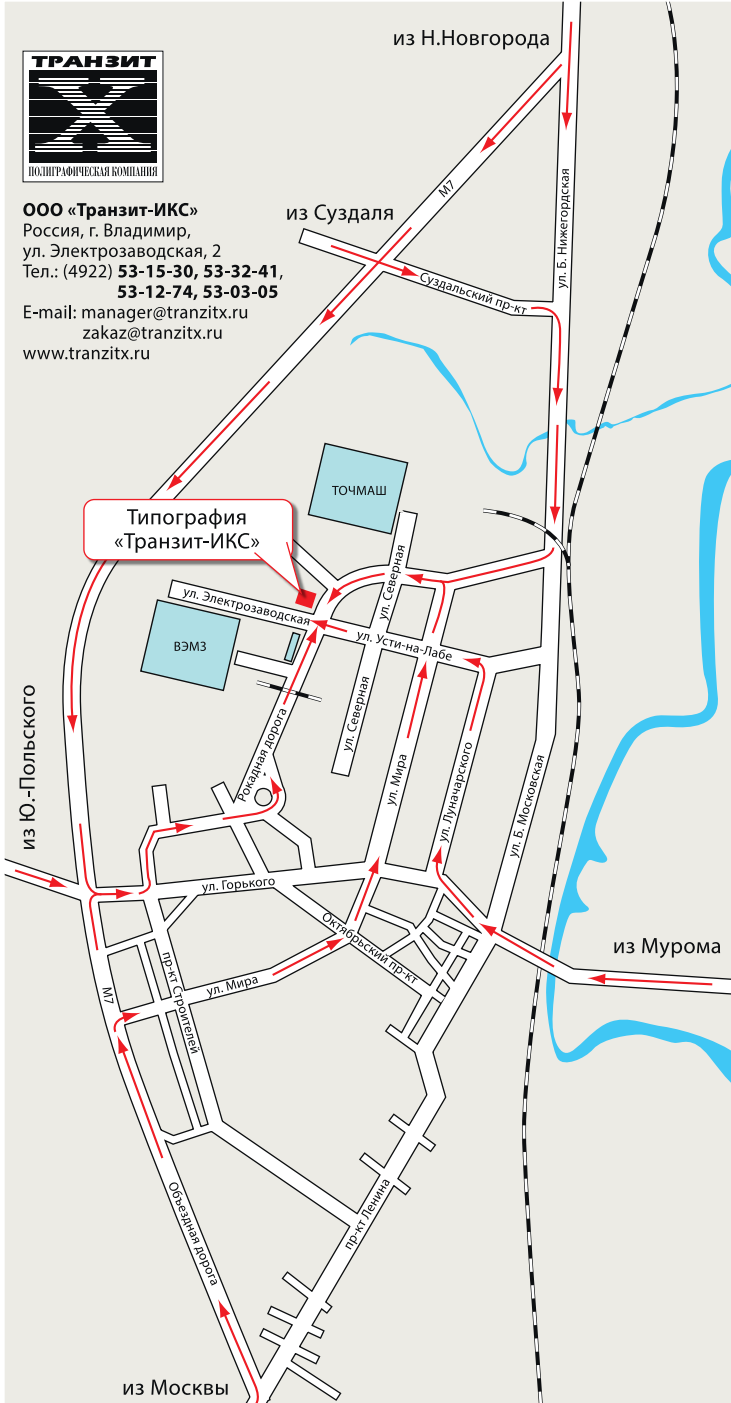 из Н.Новгорода
ТРАНЗИТ
X
ПОЛИГРАФИЧЕСКАЯ КОМПАНИЯ
ООО «Транзит-ИКС»
Россия, г. Владимир,
ул. Электрозаводская, 2
Тел.: (4922) 53-15-30, 53-32-41,
53-12-74, 53-03-05
E-mail: manager@tranzitx.ru
zakaz@tranzitx.ru
www.tranzitx.ru
М7
из Суздаля
ул. Б. Нижегордская
Суздальский пр-кт
ТОЧМАШ
Типография
«Транзит-ИКС»
ул. Северная
ул. Электрозаводская
ул. Усти-на-Лабе
ВЭМЗ
ул. Северная
Рокадная дорога
ул. Мира
ул. Луначарского
ул. Б. Московская
из Ю.-Польского
ул. Горького
Октябрьский пр-кт
из Мурома
пр-кт Строителей
ул. Мира
М7
Объездная дорога
пр-кт Ленина
из Москвы